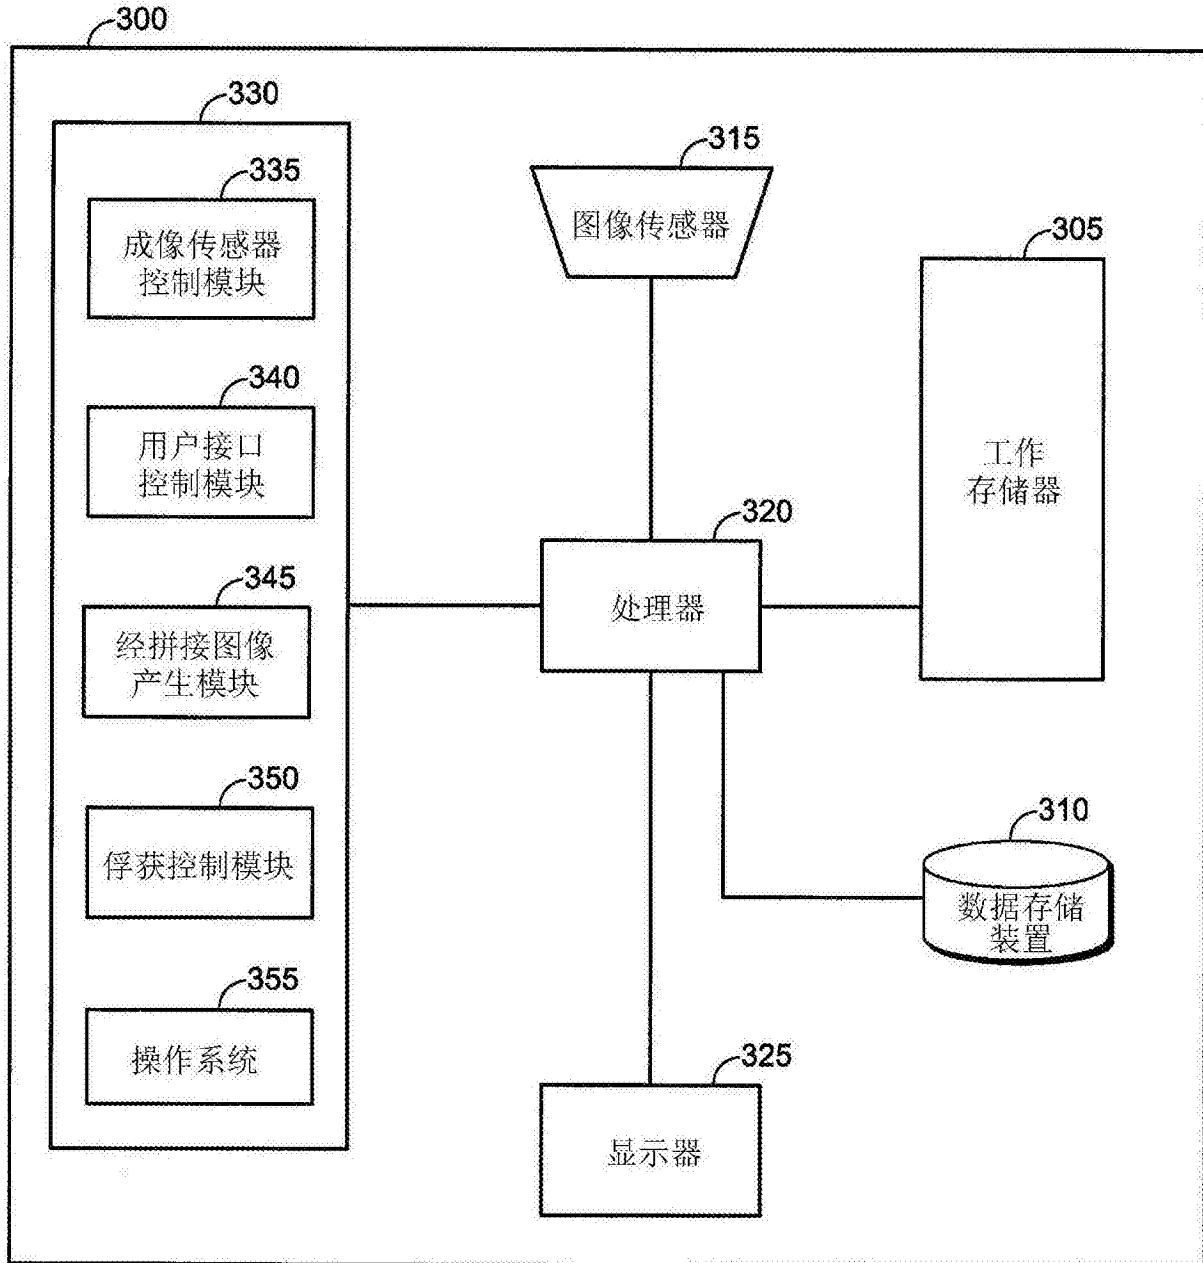 300
330
335
成像传感器
控制模块
340
用户接口
控制模块
345
经拼接图像
产生模块
350
俘获控制模块
355
操作系统
315
图像传感器
305
工作
存储器
320
处理器
310
数据存储
装置
325
显示器